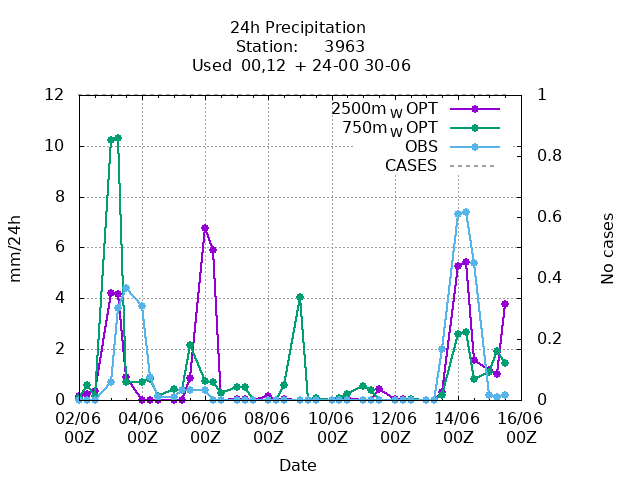 24h Precipitation
Station: 3963
Used 00,12 + 24-00 30-06
12 1
10 0.8
8
6 0.6
4 0.4
2 0.2
0 0
mm/24h
No cases
2500m W OPT
750m W OPT
OBS
CASES
02/06 04/06 06/06 08/06 10/06 12/06 14/06 16/06
00Z 00Z 00Z 00Z 00Z 00Z 00Z 00Z
Date